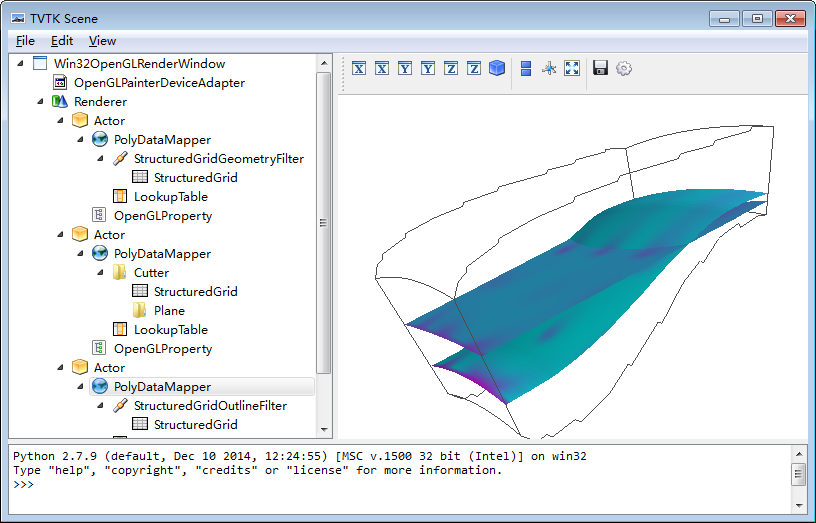 TVTK Scene
File Edit View
Win32OpenGLRenderWindow
OpenGLPainterDeviceAdapter
Renderer
Actor
PolyDataMapper
StructuredGridGeometryFilter
StructuredGrid
LookupTable
OpenGLProperty
Actor
PolyDataMapper
Cutter
StructuredGrid
Plane
LookupTable
OpenGLProperty
Actor
PolyDataMapper
StructuredGridOutlineFilter
StructuredGrid
X X Y Y Z Z
Python 2.7.9 (default, Dec 10 2014, 12:24:55) [MSC v.1500 32 bit (Intel)] on win32
Type "help", "copyright", "credits" or "license" for more information.
>>>